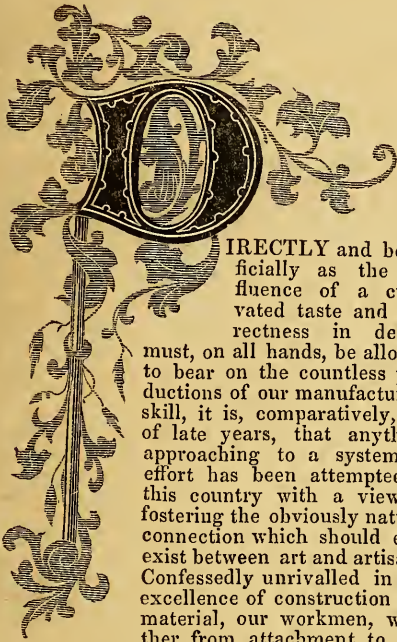 DIRECTLY and be
ficially as the
fluence of a c
vated taste and
rectness in de
must, on all hands, be allo
to bear on the countless
ductions of our manufactu
skill, it is, comparatively,
of late years, that anyth
approaching to a system
effort has been attempted
this country with a view
fostering the obviously nat
connection which should e
exist between art and artisa
Confessedly unrivalled in
excellence of construction
material, our workmen, w
ther from attachment to